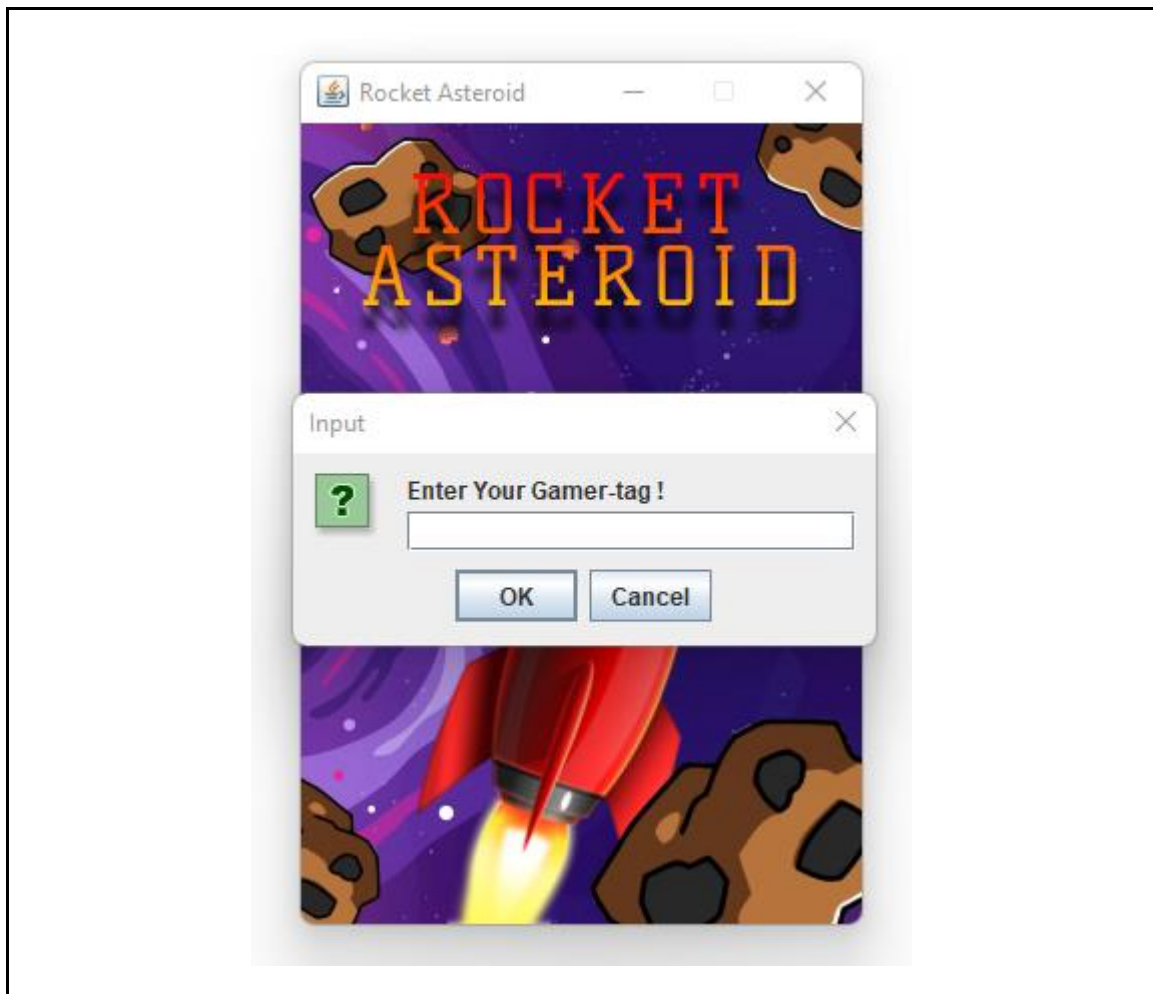 Rocket Asteroid
ROCKET
ASTEROID
Input
?
Enter Your Gamer-tag !
OK
Cancel